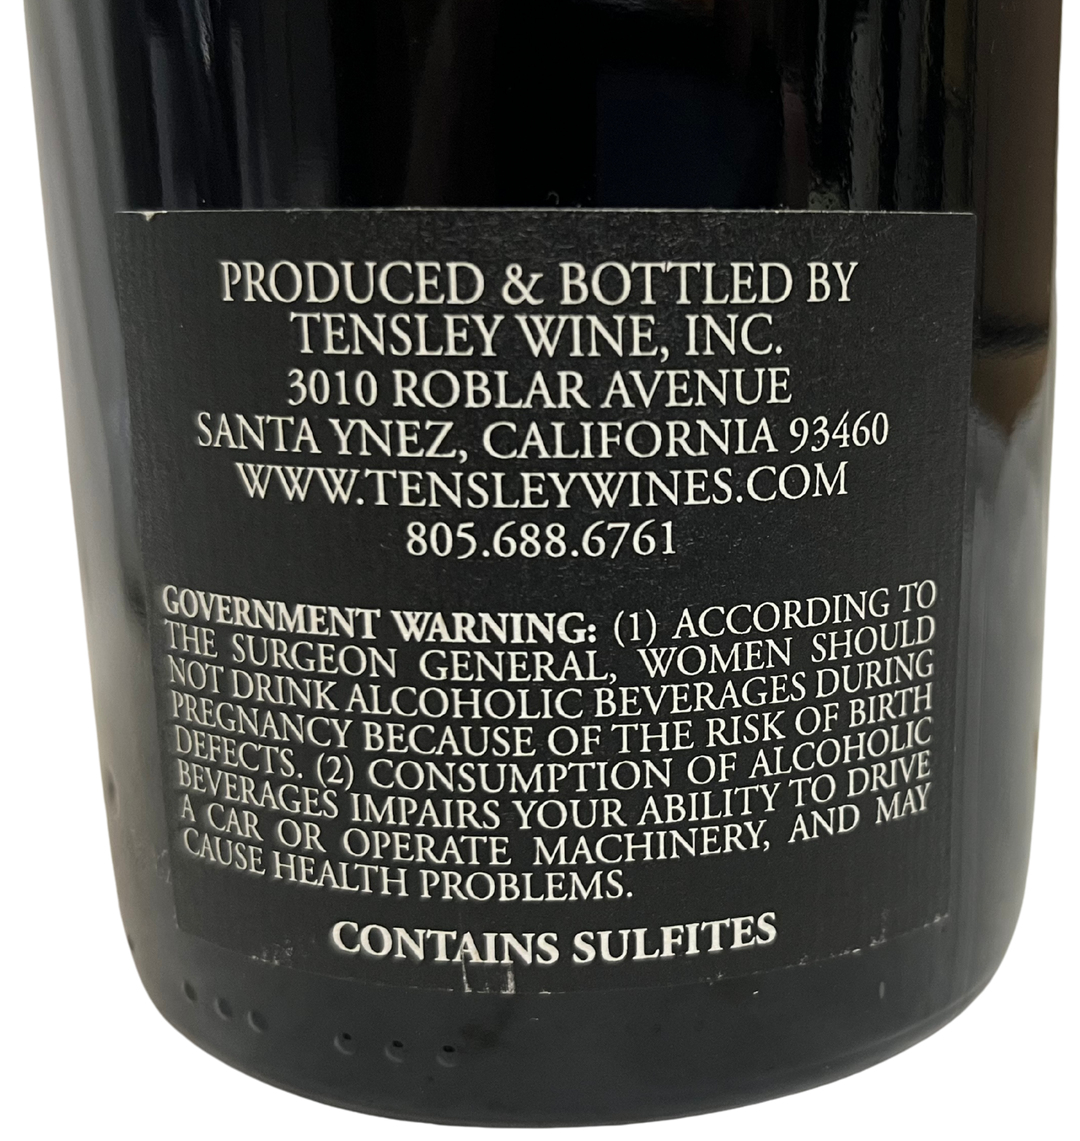 PRODUCED & BOTTLED BY
TENSLEY WINE, INC.
3010 ROBLAR AVENUE
SANTA YNEZ, CALIFORNIA 93460
WWW.TENSLEYWINES.COM
805.688.6761
GOVERNMENT WARNING: (1) ACCORDING TO
THE SURGEON GENERAL, WOMEN SHOULD
NOT DRINK ALCOHOLIC BEVERAGES DURING
PREGNANCY BECAUSE OF THE RISK OF BIRTH
DEFECTS. (2) CONSUMPTION OF ALCOHOLIC
BEVERAGES IMPAIRS YOUR ABILITY TO DRIVE
A CAR OR OPERATE MACHINERY, AND MAY
CAUSE HEALTH PROBLEMS.
CONTAINS SULFITES